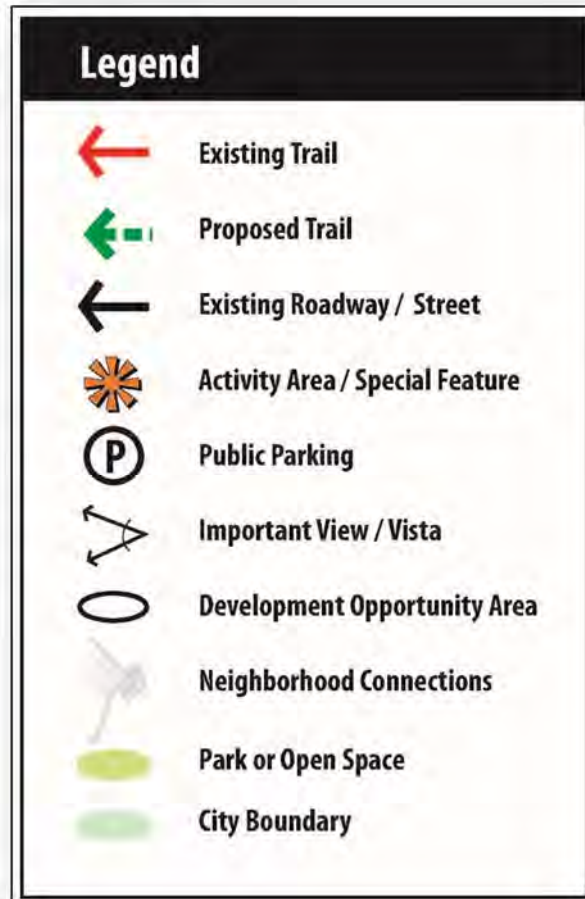 Legend
Existing Trail
Proposed Trail
Existing Roadway / Street
Activity Area / Special Feature
P Public Parking
Important View / Vista
Development Opportunity Area
Neighborhood Connections
Park or Open Space
City Boundary